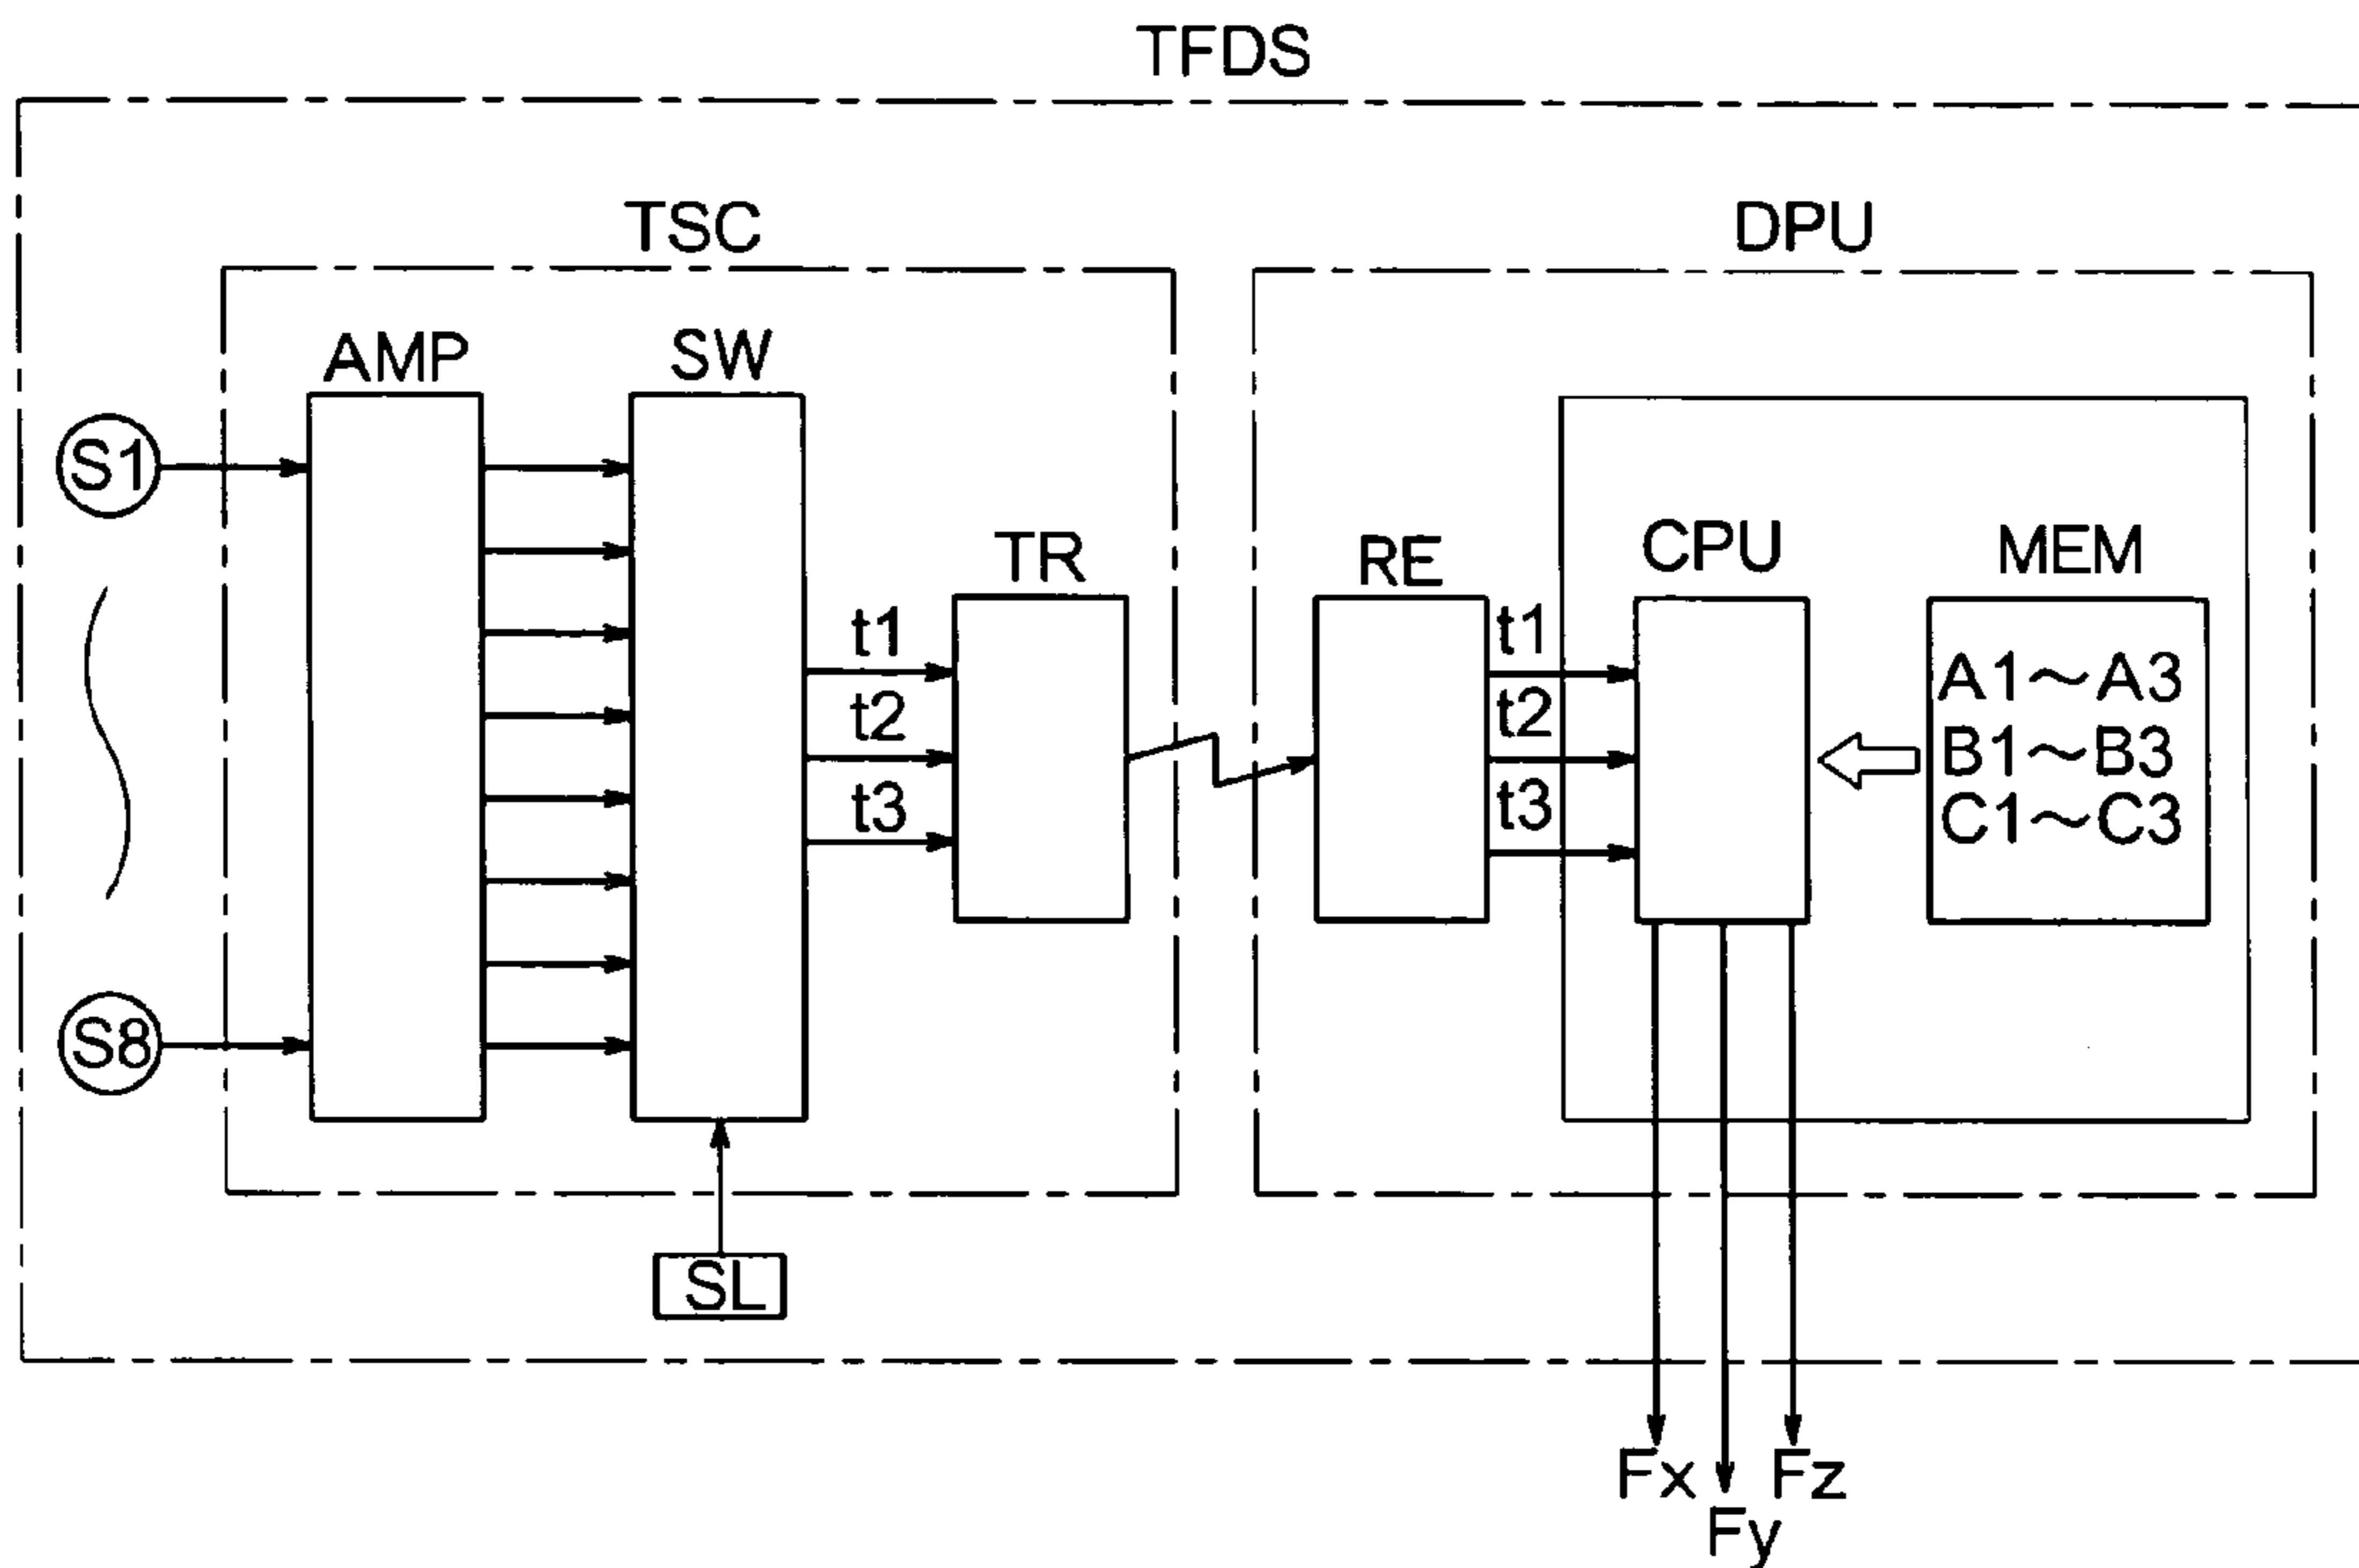 TFDS
TSC
DPU
AMP
SW
S1
TR
RE
CPU
MEM
t1
t2
t3
t1
t2
t3
A1~A3
B1~B3
C1~C3
S8
SL
Fx
Fz
Fy